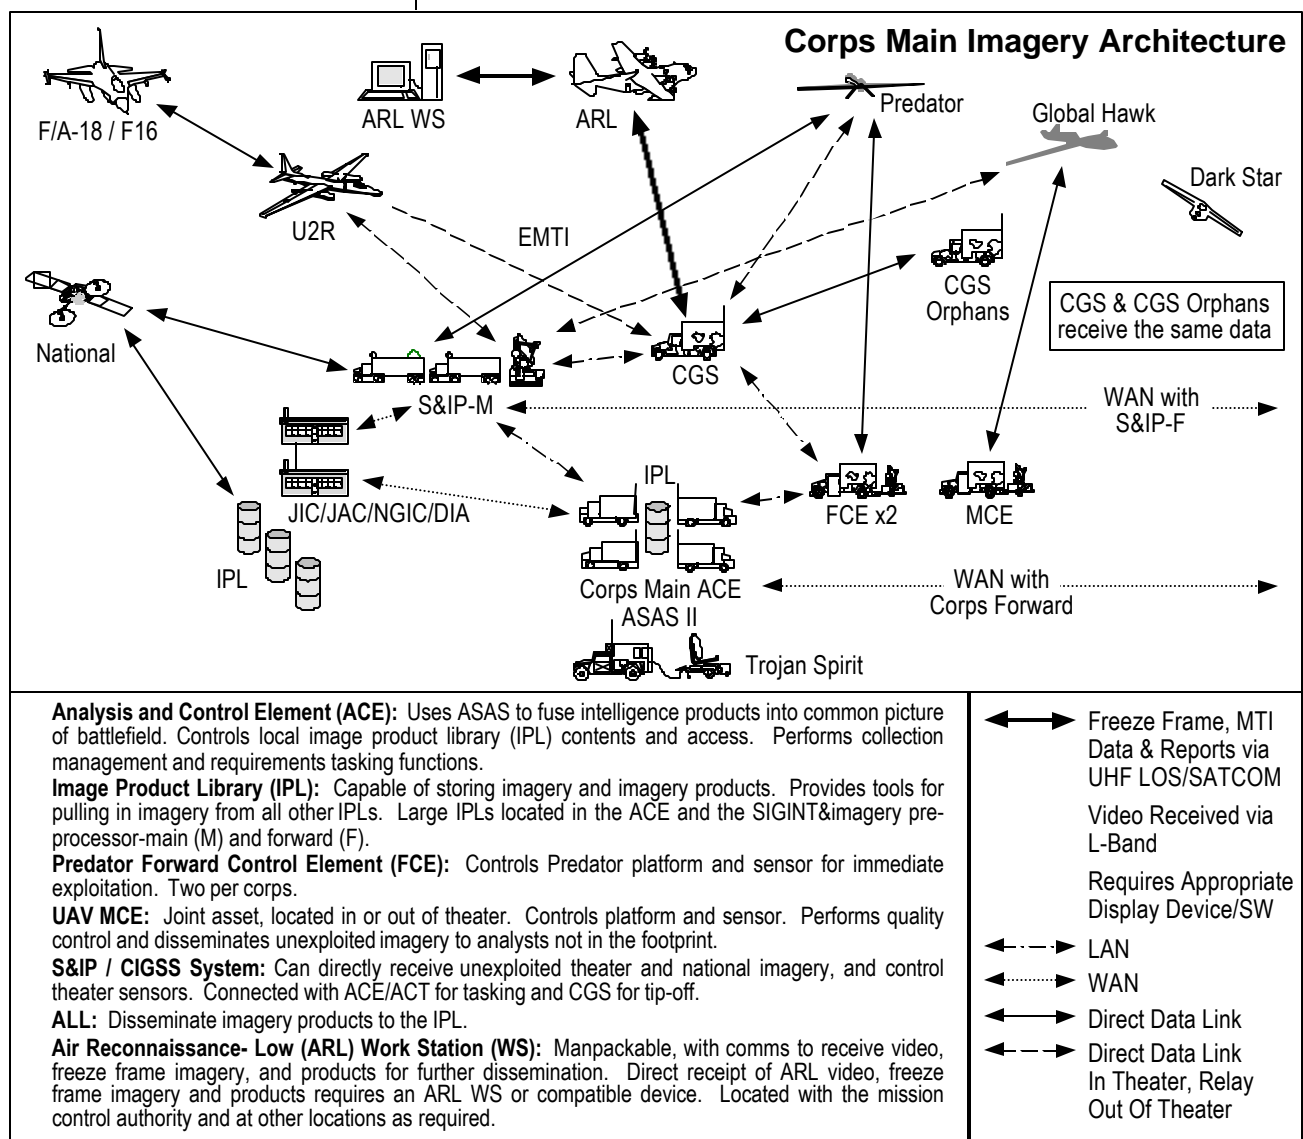 Corps Main Imagery Architecture
F/A-18 / F16
ARL WS
ARL
Predator
Global Hawk
Dark Star
U2R
EMTI
CGS
Orphans
CGS & CGS Orphans
receive the same data
National
CGS
S&IP-M
WAN with
S&IP-F
IPL
JIC/JAC/NGIC/DIA
FCE x2
MCE
IPL
Corps Main ACE
ASAS II
WAN with
Corps Forward
Trojan Spirit
Analysis and Control Element (ACE): Uses ASAS to fuse intelligence products into common picture
of battlefield. Controls local image product library (IPL) contents and access. Performs collection
management and requirements tasking functions.
Image Product Library (IPL): Capable of storing imagery and imagery products. Provides tools for
pulling in imagery from all other IPLs. Large IPLs located in the ACE and the SIGINT&imagery pre-
processor-main (M) and forward (F).
Predator Forward Control Element (FCE): Controls Predator platform and sensor for immediate
exploitation. Two per corps.
UAV MCE: Joint asset, located in or out of theater. Controls platform and sensor. Performs quality
control and disseminates unexploited imagery to analysts not in the footprint.
S&IP / CIGSS System: Can directly receive unexploited theater and national imagery, and control
theater sensors. Connected with ACE/ACT for tasking and CGS for tip-off.
ALL: Disseminate imagery products to the IPL.
Air Reconnaissance- Low (ARL) Work Station (WS): Manpackable, with comms to receive video,
freeze frame imagery, and products for further dissemination. Direct receipt of ARL video, freeze
frame imagery and products requires an ARL WS or compatible device. Located with the mission
control authority and at other locations as required.
Freeze Frame, MTI
Data & Reports via
UHF LOS/SATCOM
Video Received via
L-Band
Requires Appropriate
Display Device/SW
LAN
WAN
Direct Data Link
Direct Data Link
In Theater, Relay
Out Of Theater